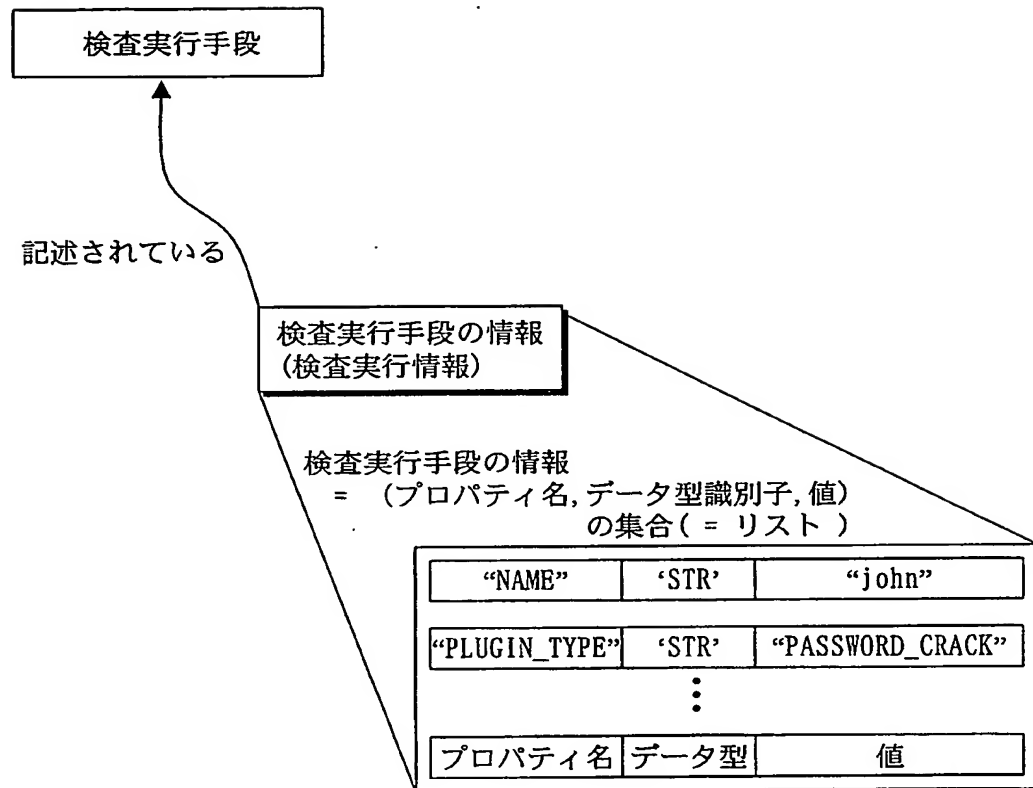 検査実行手段
記述されている
検査実行手段の情報
(検査実行情報)
検査実行手段の情報
= (プロパティ名,データ型識別子,値)
の集合( = リスト )
“NAME” ‘STR’ “john”
“PLUGIN_TYPE” ‘STR’ “PASSWORD_CRACK”
プロパティ名 データ型 値